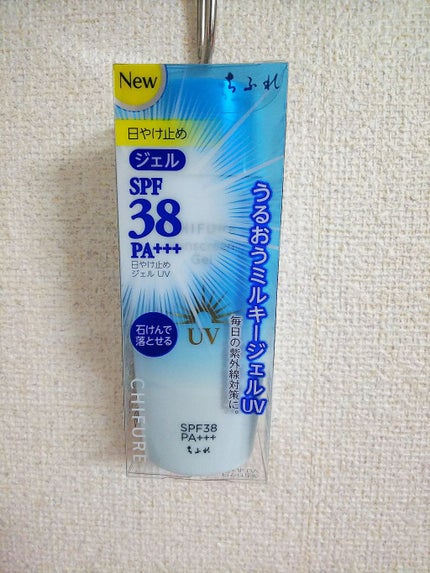 New
ちふれ
日やけ止め
ジェル
SPF
38
PA+++
日やけ止め
ジェル UV
石けんで
落とせる
うるおうミルキージェルUV
毎日の紫外線対策に。
UV
CHIFURE
SPF38
PA+++
ちふれ